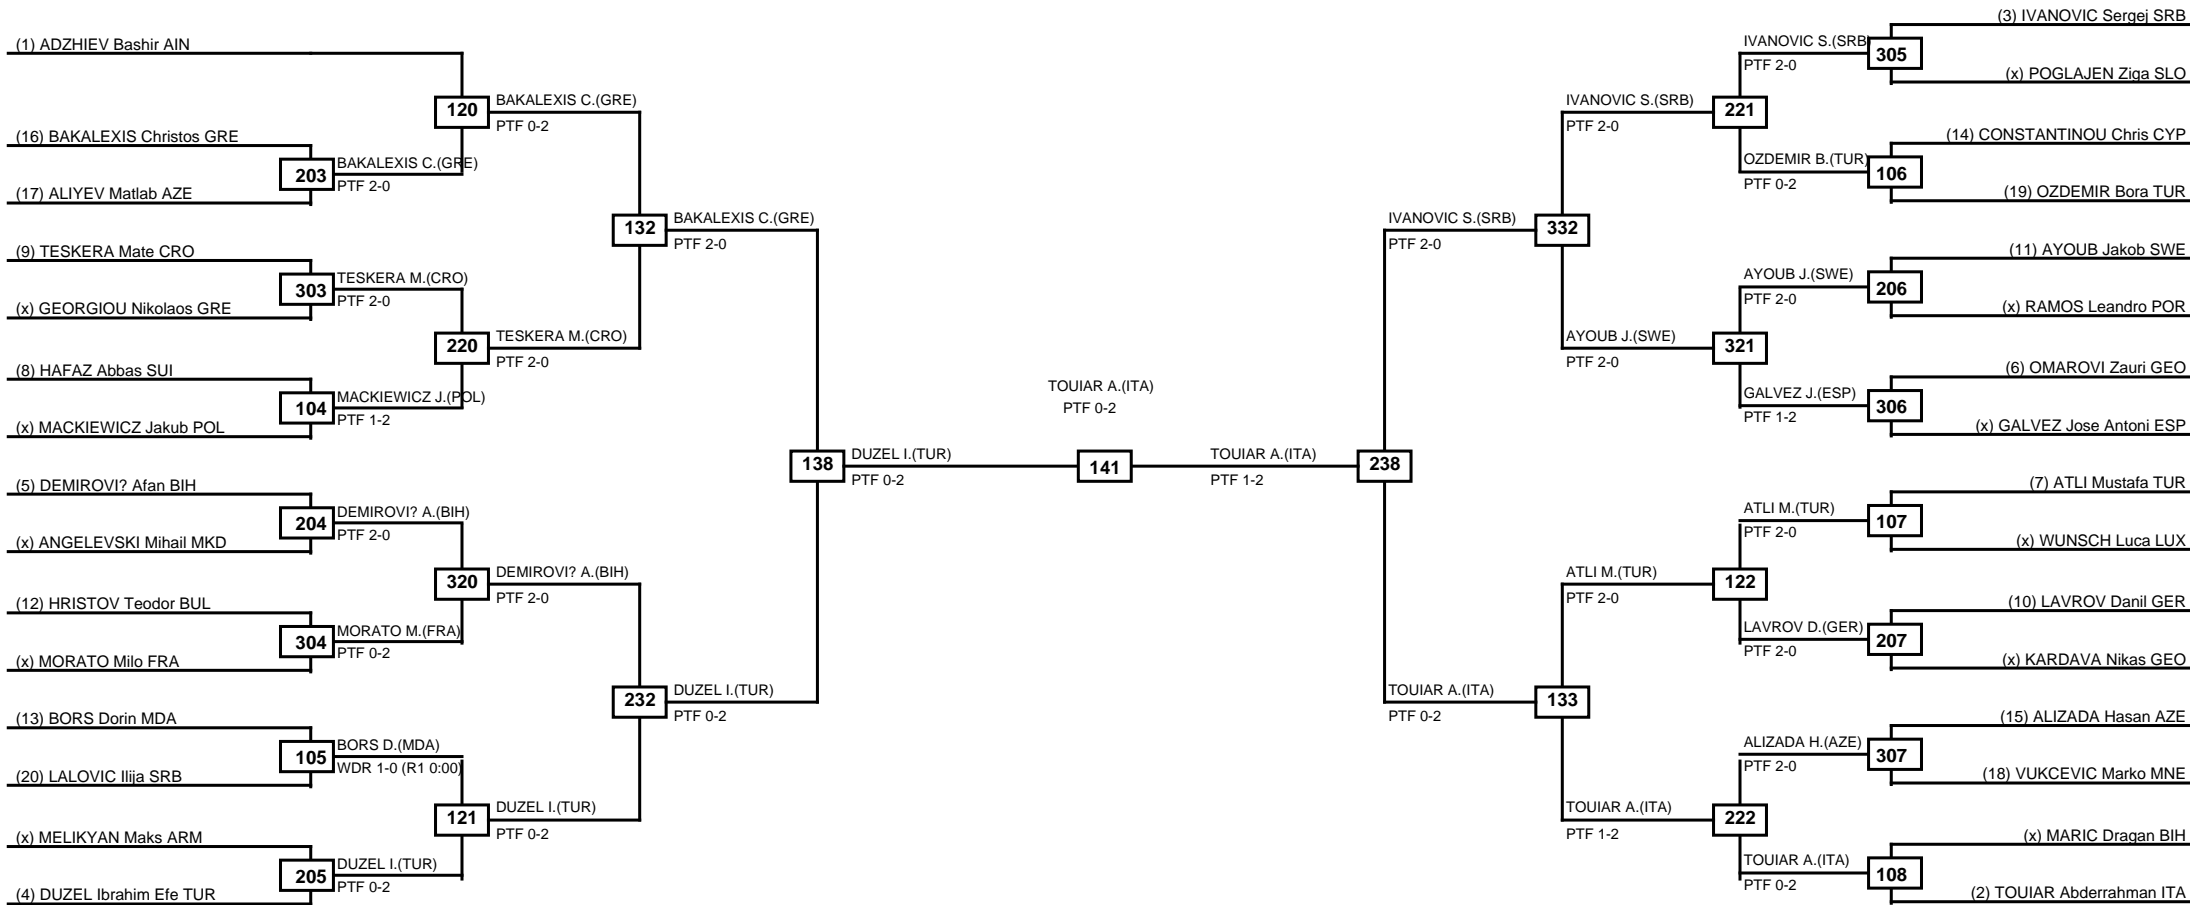 (1) ADZHIEV Bashir AIN
(16) BAKALEXIS Christos GRE
(17) ALIYEV Matlab AZE
(9) TESKERA Mate CRO
(x) GEORGIOU Nikolaos GRE
(8) HAFAZ Abbas SUI
(x) MACKIEWICZ Jakub POL
(5) DEMIROVI? Afan BIH
(x) ANGELEVSKI Mihail MKD
(12) HRISTOV Teodor BUL
(x) MORATO Milo FRA
(13) BORS Dorin MDA
(20) LALOVIC Ilija SRB
(x) MELIKYAN Maks ARM
(4) DUZEL Ibrahim Efe TUR
203
BAKALEXIS C.(GRE)
PTF 2-0
303
TESKERA M.(CRO)
PTF 2-0
104
MACKIEWICZ J.(POL)
PTF 1-2
204
DEMIROVI? A.(BIH)
PTF 2-0
304
MORATO M.(FRA)
PTF 0-2
105
BORS D.(MDA)
WDR 1-0 (R1 0:00)
205
DUZEL I.(TUR)
PTF 0-2
120
BAKALEXIS C.(GRE)
PTF 0-2
220
TESKERA M.(CRO)
PTF 2-0
320
DEMIROVI? A.(BIH)
PTF 2-0
121
DUZEL I.(TUR)
PTF 0-2
132
BAKALEXIS C.(GRE)
PTF 2-0
232
DUZEL I.(TUR)
PTF 0-2
138
DUZEL I.(TUR)
PTF 0-2
TOUIAR A.(ITA)
PTF 0-2
141
TOUIAR A.(ITA)
PTF 1-2
238
IVANOVIC S.(SRB)
PTF 2-0
332
TOUIAR A.(ITA)
PTF 0-2
133
IVANOVIC S.(SRB)
PTF 2-0
221
AYOUB J.(SWE)
PTF 2-0
321
ATLI M.(TUR)
PTF 2-0
122
TOUIAR A.(ITA)
PTF 1-2
222
IVANOVIC S.(SRB)
PTF 2-0
305
OZDEMIR B.(TUR)
PTF 0-2
106
AYOUB J.(SWE)
PTF 2-0
206
GALVEZ J.(ESP)
PTF 1-2
306
ATLI M.(TUR)
PTF 2-0
107
LAVROV D.(GER)
PTF 2-0
207
ALIZADA H.(AZE)
PTF 2-0
307
TOUIAR A.(ITA)
PTF 0-2
108
(3) IVANOVIC Sergej SRB
(x) POGLAJEN Ziga SLO
(14) CONSTANTINOU Chris CYP
(19) OZDEMIR Bora TUR
(11) AYOUB Jakob SWE
(x) RAMOS Leandro POR
(6) OMAROVI Zauri GEO
(x) GALVEZ Jose Antoni ESP
(7) ATLI Mustafa TUR
(x) WUNSCH Luca LUX
(10) LAVROV Danil GER
(x) KARDAVA Nikas GEO
(15) ALIZADA Hasan AZE
(18) VUKCEVIC Marko MNE
(x) MARIC Dragan BIH
(2) TOUIAR Abderrahman ITA